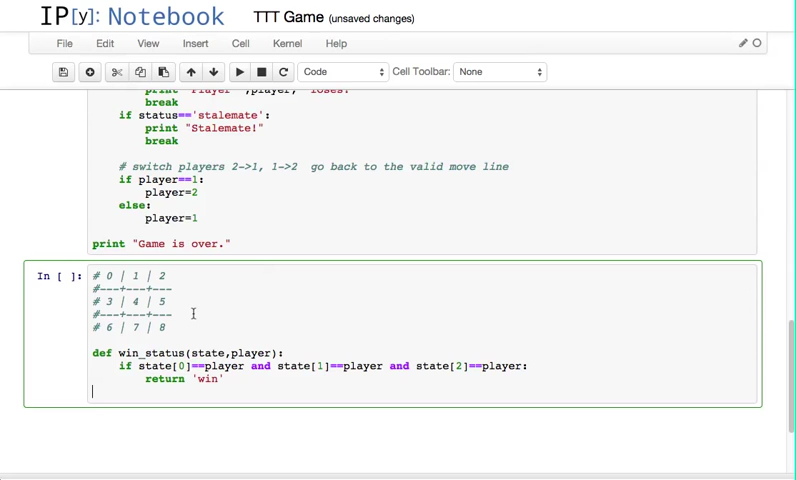 IP[y]: Notebook TTT Game (unsaved changes)
File Edit View Insert Cell Kernel Help
Code Cell Toolbar: None
print "Player ",player," loses!"
break
if status=='stalemate':
print "Stalemate!"
break
# switch players 2->1, 1->2 go back to the valid move line
if player==1:
player=2
else:
player=1
print "Game is over."
In [ ]: # 0 | 1 | 2
#---+---+---
# 3 | 4 | 5
#---+---+---
# 6 | 7 | 8
def win_status(state,player):
if state[0]==player and state[1]==player and state[2]==player:
return 'win'